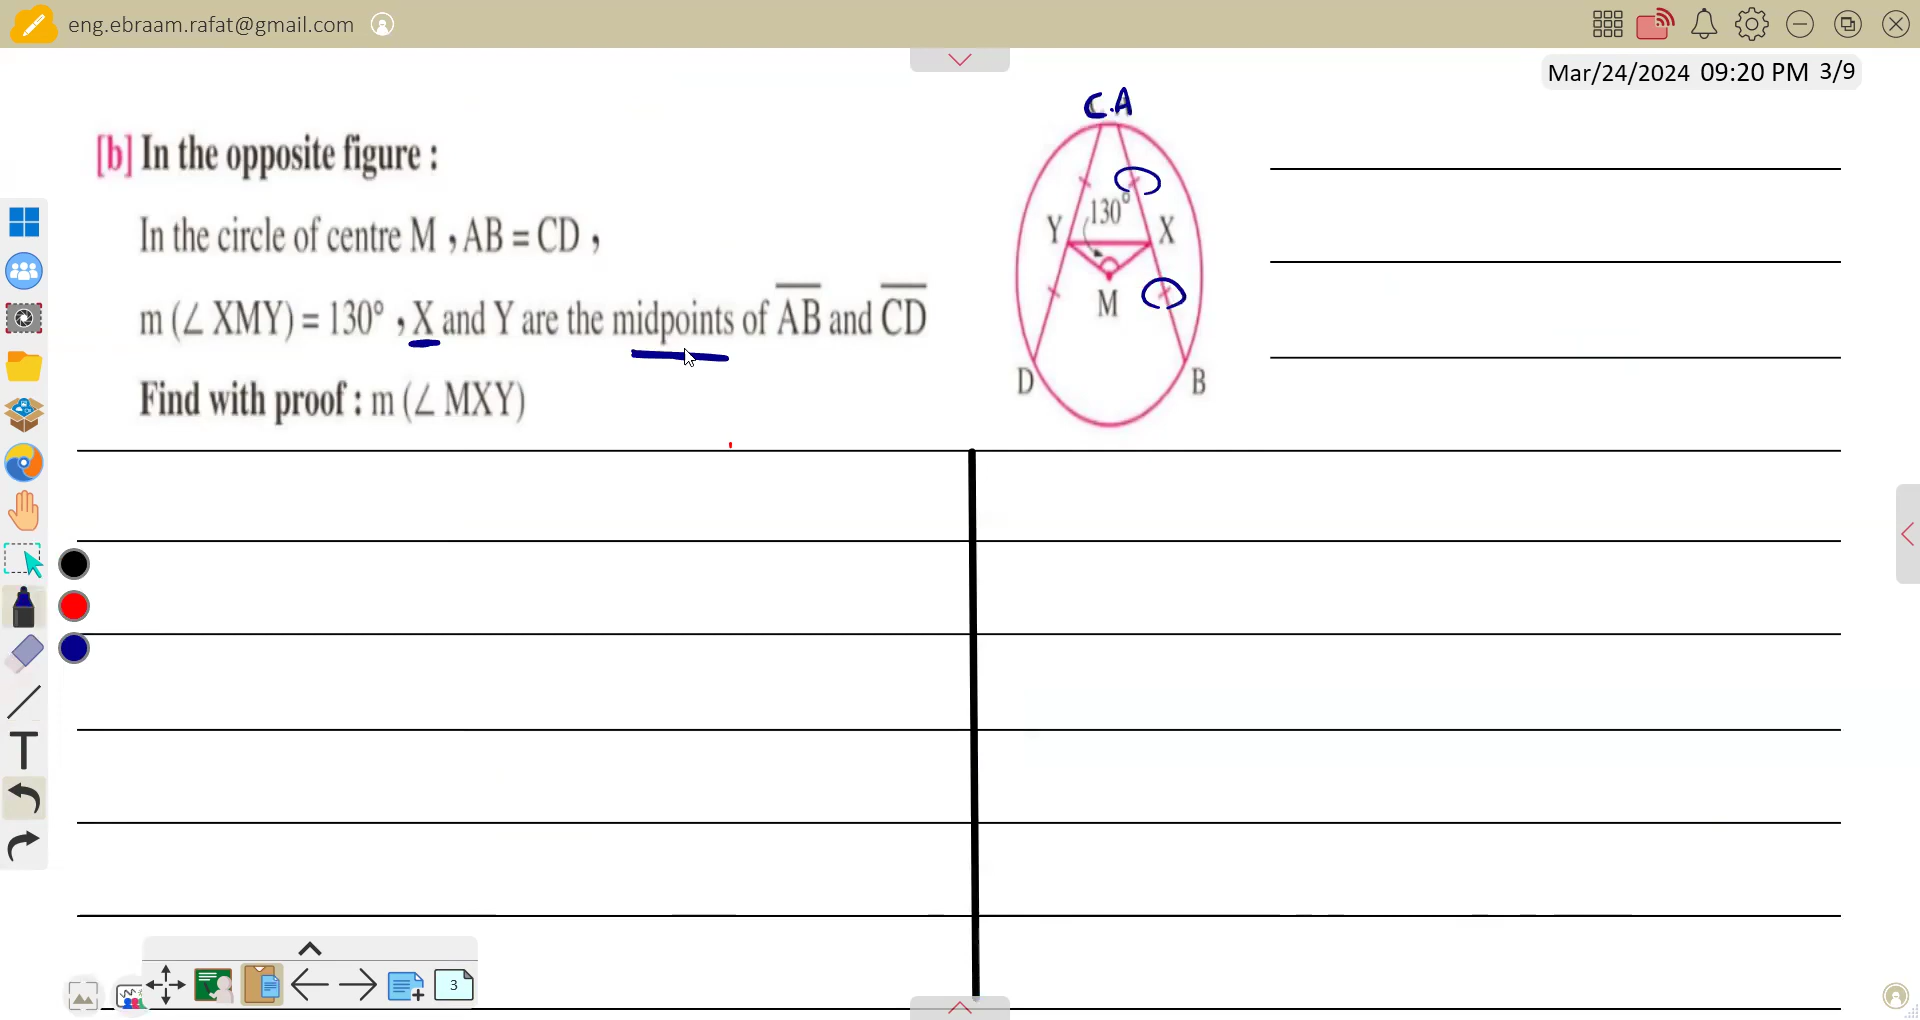 eng.ebraam.rafat@gmail.com
Mar/24/2024 09:20 PM 3/9
[b] In the opposite figure :
In the circle of centre M , AB = CD ,
m (∠ XMY) = 130° , X and Y are the midpoints of A̅B̅ and C̅D̅
Find with proof : m (∠ MXY)
C A
130°
Y X
M
D B
T
3